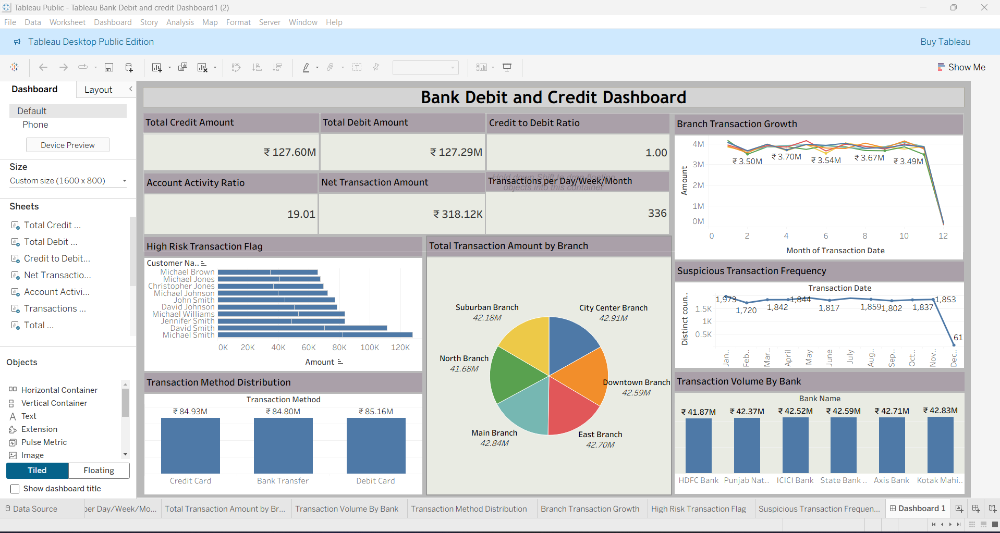 Tableau Public - Tableau Bank Debit and credit Dashboard1 (2)
File Data Worksheet Dashboard Story Analysis Map Format Server Window Help
Tableau Desktop Public Edition
Buy Tableau
Show Me
Dashboard
Layout
Default
Phone
Device Preview
Size
Custom size (1600 x 800)
Sheets
Total Credit ...
Total Debit ...
Credit to Debit...
Net Transactio...
Account Activi...
Transactions ...
Total ...
Objects
Horizontal Container
Vertical Container
Text
Extension
Pulse Metric
Image
Tiled
Floating
Show dashboard title
Bank Debit and Credit Dashboard
Total Credit Amount
₹ 127.60M
Total Debit Amount
₹ 127.29M
Credit to Debit Ratio
1.00
Account Activity Ratio
19.01
Net Transaction Amount
₹ 318.12K
Hold down Shift to drop floating
objects into this container
Transactions per Day/Week/Month
336
High Risk Transaction Flag
Customer Na..
Michael Brown
Michael Jones
Christopher Jones
Michael Johnson
John Smith
David Johnson
Michael Williams
Jennifer Smith
David Smith
Michael Smith
0K 20K 40K 60K 80K 100K 120K
Amount
Transaction Method Distribution
Transaction Method
₹ 84.93M ₹ 84.80M ₹ 85.16M
Credit Card Bank Transfer Debit Card
Total Transaction Amount by Branch
Suburban Branch
42.18M
City Center Branch
42.91M
North Branch
41.68M
Downtown Branch
42.59M
Main Branch
42.84M
East Branch
42.70M
Branch Transaction Growth
4M
3M
2M
1M
0M
Amount
₹ 3.50M ₹ 3.70M ₹ 3.54M ₹ 3.67M ₹ 3.49M
0 2 4 6 8 10 12
Month of Transaction Date
Suspicious Transaction Frequency
Transaction Date
Distinct coun..
1.5K
1K
0.5K
1,973 1,720 1,842 1,844 1,817 1,859 1,802 1,837 1,853 61
Jan.. Feb.. Mar.. April May June July Aug.. Sep.. Oct.. Nov.. Dec..
Transaction Volume By Bank
Bank Name
₹ 41.87M ₹ 42.37M ₹ 42.52M ₹ 42.59M ₹ 42.71M ₹ 42.83M
HDFC Bank Punjab Nat.. ICICI Bank State Bank .. Axis Bank Kotak Mahi..
Data Source
per Day/Week/Mo...
Total Transaction Amount by Br...
Transaction Volume By Bank
Transaction Method Distribution
Branch Transaction Growth
High Risk Transaction Flag
Suspicious Transaction Frequen...
Dashboard 1